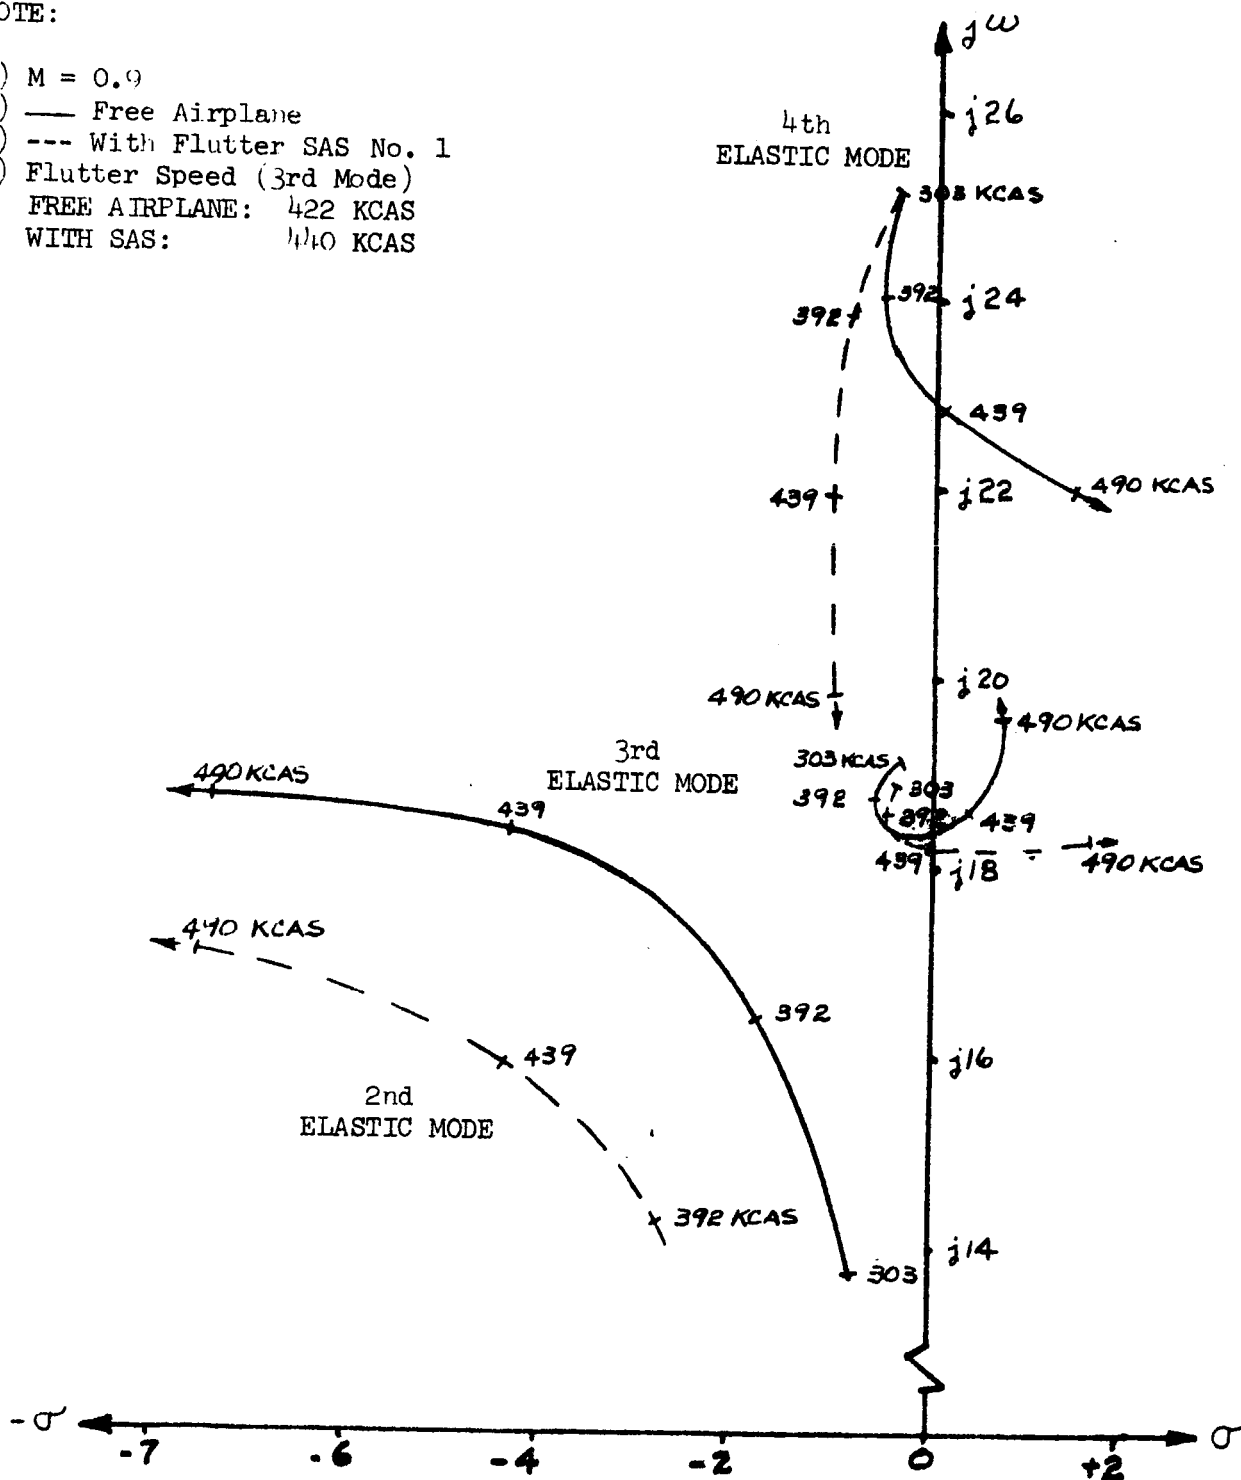 OTE:
) M = 0.9
) — Free Airplane
) --- With Flutter SAS No. 1
) Flutter Speed (3rd Mode)
FREE AIRPLANE: 422 KCAS
WITH SAS: 440 KCAS
jω
j26
4th
ELASTIC MODE
303 KCAS
392
j24
392
439
439
j22
490 KCAS
j20
490 KCAS
490 KCAS
3rd
ELASTIC MODE
303 KCAS
392
303
392
439
490 KCAS
439
439
j18
490 KCAS
490 KCAS
392
439
j16
2nd
ELASTIC MODE
392 KCAS
j14
303
-σ
σ
-7
-6
-4
-2
0
+2